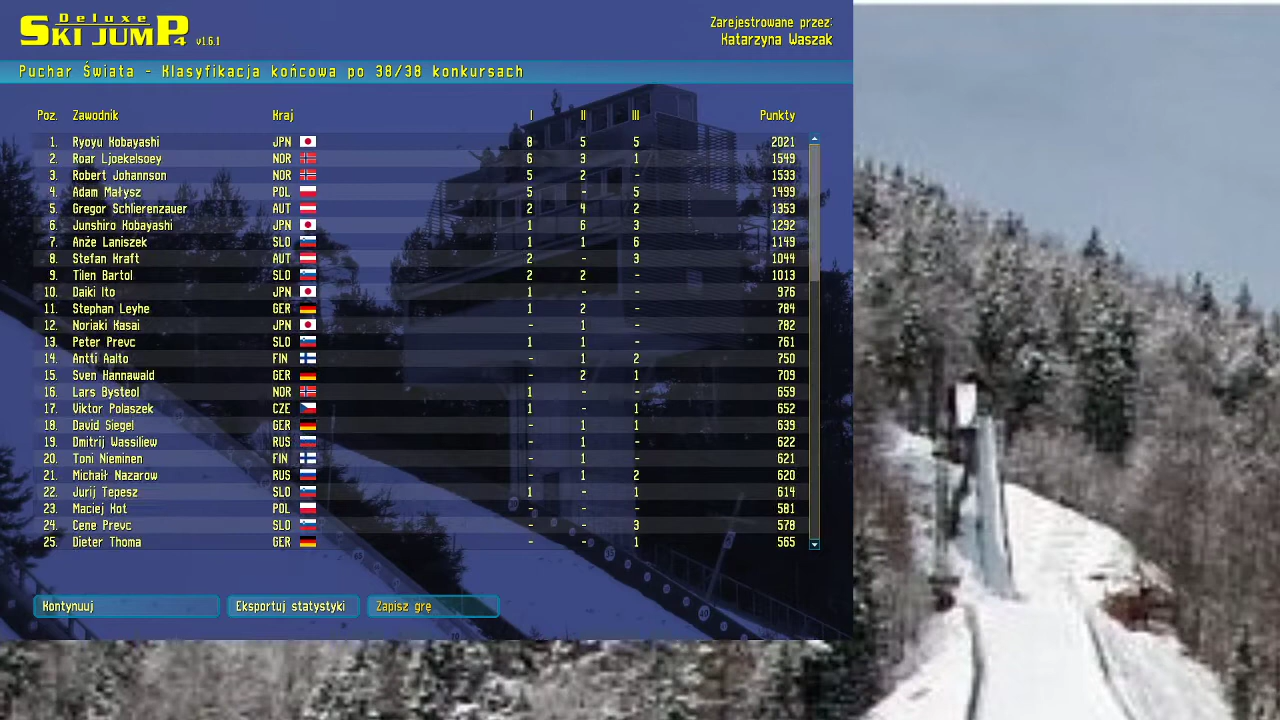 Deluxe
SKI JUMP 4 v1.6.1
Zarejestrowane przez:
Katarzyna Waszak
Puchar Świata - Klasyfikacja końcowa po 38/38 konkursach
Poz. Zawodnik Kraj I II III Punkty
1. Ryoyu Kobayashi JPN 8 5 5 2021
2. Roar Ljoekelsoey NOR 6 3 1 1549
3. Robert Johannson NOR 5 2 - 1533
4. Adam Małysz POL 5 - 5 1499
5. Gregor Schlierenzauer AUT 2 4 2 1353
6. Junshiro Kobayashi JPN 1 6 3 1292
7. Anže Laniszek SLO 1 1 6 1149
8. Stefan Kraft AUT 2 - 3 1044
9. Tilen Bartol SLO 2 2 - 1013
10. Daiki Ito JPN 1 - - 976
11. Stephan Leyhe GER 1 2 - 784
12. Noriaki Kasai JPN - 1 - 782
13. Peter Prevc SLO 1 1 - 761
14. Antti Aalto FIN - 1 2 750
15. Sven Hannawald GER - 2 1 709
16. Lars Bysteol NOR 1 - - 659
17. Viktor Polaszek CZE 1 - 1 652
18. David Siegel GER - 1 1 639
19. Dmitrij Wassiliew RUS - 1 - 622
20. Toni Nieminen FIN - 1 - 621
21. Michaił Nazarow RUS - 1 2 620
22. Jurij Tepesz SLO 1 - 1 614
23. Maciej Kot POL - - - 581
24. Cene Prevc SLO - - 3 578
25. Dieter Thoma GER - - 1 565
Kontynuuj Eksportuj statystyki Zapisz grę